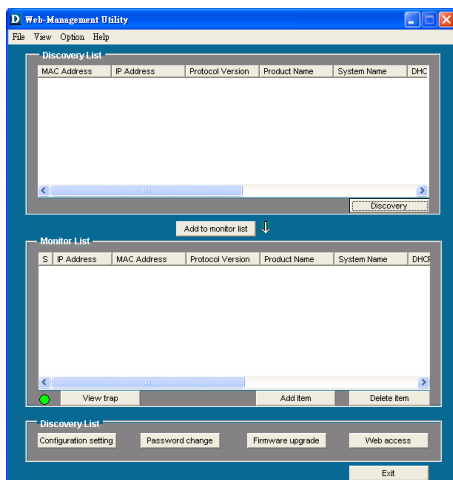 D Web-Management Utility
File View Option Help
Discovery List
MAC Address IP Address Protocol Version Product Name System Name DHC
Discovery
Add to monitor list
Monitor List
S IP Address MAC Address Protocol Version Product Name System Name DHCP
View trap Add item Delete item
Discovery List
Configuration setting Password change Firmware upgrade Web access
Exit